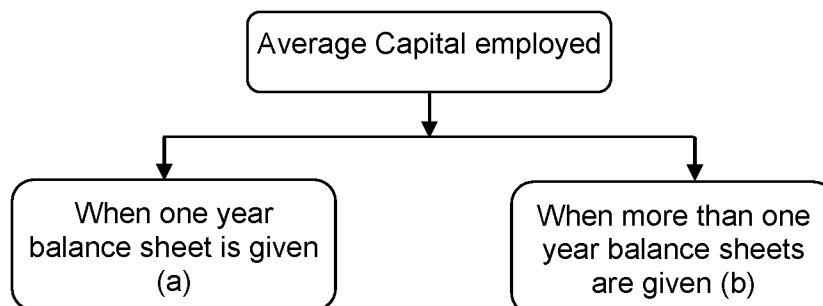 Average Capital employed
When one year
balance sheet is given
(a)
When more than one
year balance sheets
are given (b)